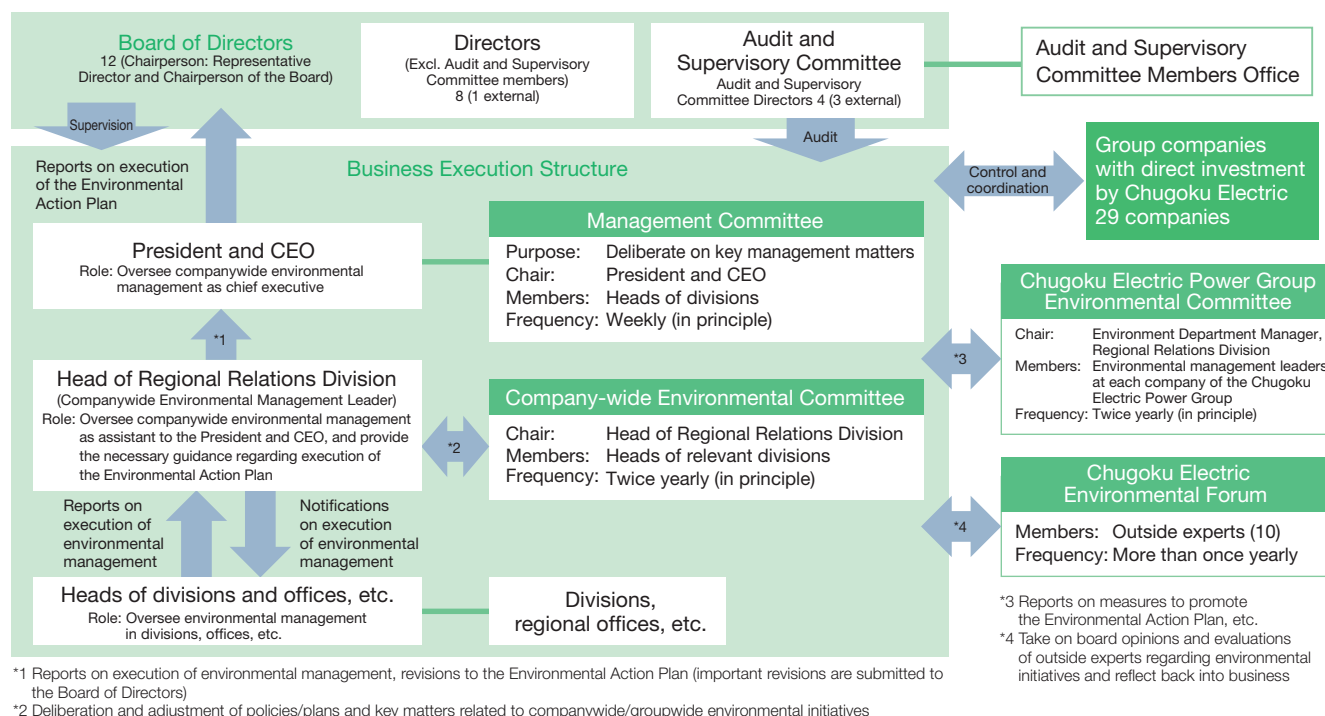 Board of Directors
12 (Chairperson: Representative
Director and Chairperson of the Board)
Directors
(Excl. Audit and Supervisory
Committee members)
8 (1 external)
Audit and
Supervisory Committee
Audit and Supervisory
Committee Directors 4 (3 external)
Audit and Supervisory
Committee Members Office
Supervision
Audit
Reports on execution
of the Environmental
Action Plan
Business Execution Structure
Control and
coordination
Group companies
with direct investment
by Chugoku Electric
29 companies
President and CEO
Role: Oversee companywide environmental
management as chief executive
Management Committee
Purpose: Deliberate on key management matters
Chair: President and CEO
Members: Heads of divisions
Frequency: Weekly (in principle)
*1
Chugoku Electric Power Group
Environmental Committee
Chair: Environment Department Manager,
Regional Relations Division
Members: Environmental management leaders
at each company of the Chugoku
Electric Power Group
Frequency: Twice yearly (in principle)
*3
Head of Regional Relations Division
(Companywide Environmental Management Leader)
Role: Oversee companywide environmental management
as assistant to the President and CEO, and provide
the necessary guidance regarding execution of
the Environmental Action Plan
*2
Company-wide Environmental Committee
Chair: Head of Regional Relations Division
Members: Heads of relevant divisions
Frequency: Twice yearly (in principle)
Chugoku Electric
Environmental Forum
Members: Outside experts (10)
Frequency: More than once yearly
*4
Reports on
execution of
environmental
management
Notifications
on execution
of environmental
management
Heads of divisions and offices, etc.
Role: Oversee environmental management
in divisions, offices, etc.
Divisions,
regional offices, etc.
*3 Reports on measures to promote
the Environmental Action Plan, etc.
*4 Take on board opinions and evaluations
of outside experts regarding environmental
initiatives and reflect back into business
*1 Reports on execution of environmental management, revisions to the Environmental Action Plan (important revisions are submitted to
the Board of Directors)
*2 Deliberation and adjustment of policies/plans and key matters related to companywide/groupwide environmental initiatives